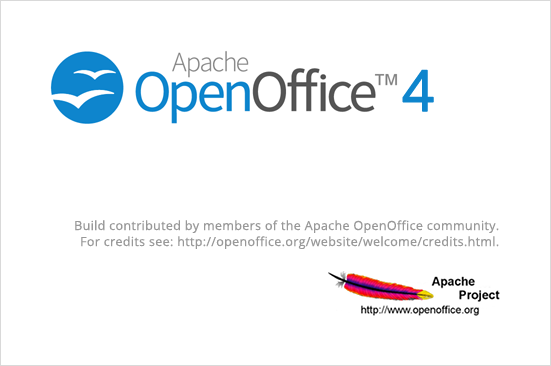 Apache
OpenOffice™ 4
Build contributed by members of the Apache OpenOffice community.
For credits see: http://openoffice.org/website/welcome/credits.html.
Apache
Project
http://www.openoffice.org